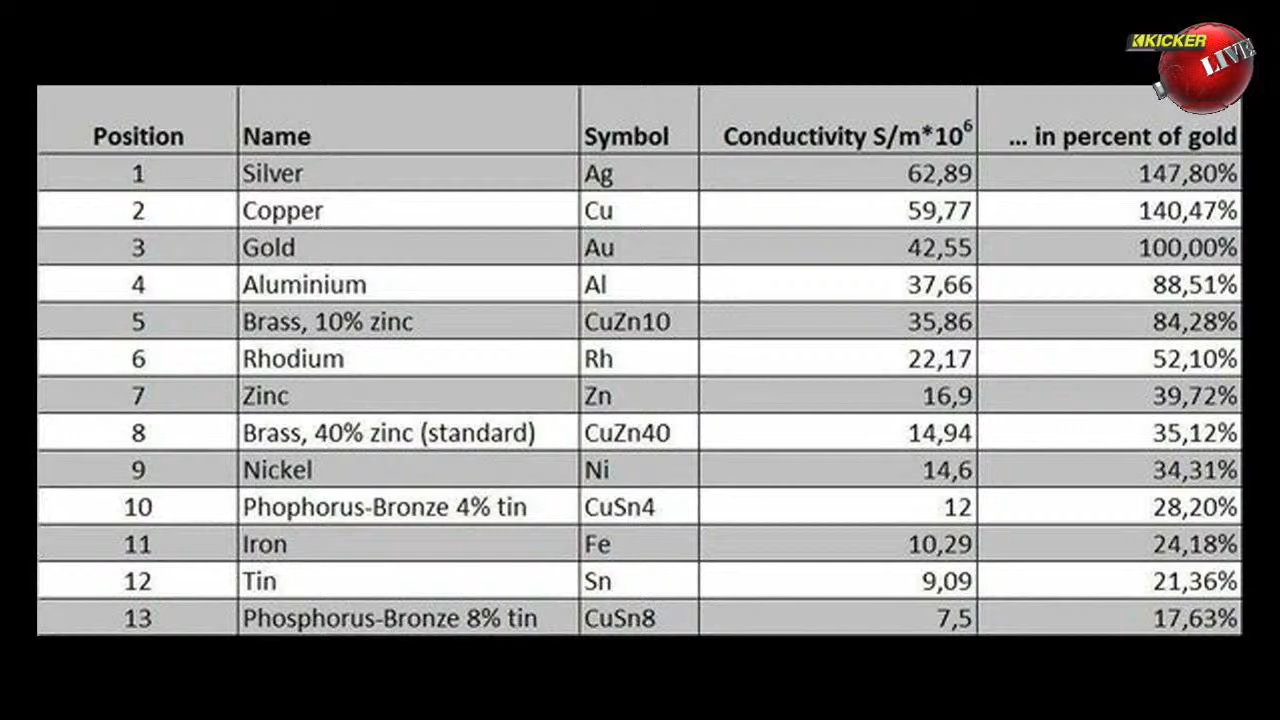 KICKER
LIVE
Position Name Symbol Conductivity S/m*10⁶ ... in percent of gold
1 Silver Ag 62,89 147,80%
2 Copper Cu 59,77 140,47%
3 Gold Au 42,55 100,00%
4 Aluminium Al 37,66 88,51%
5 Brass, 10% zinc CuZn10 35,86 84,28%
6 Rhodium Rh 22,17 52,10%
7 Zinc Zn 16,9 39,72%
8 Brass, 40% zinc (standard) CuZn40 14,94 35,12%
9 Nickel Ni 14,6 34,31%
10 Phophorus-Bronze 4% tin CuSn4 12 28,20%
11 Iron Fe 10,29 24,18%
12 Tin Sn 9,09 21,36%
13 Phosphorus-Bronze 8% tin CuSn8 7,5 17,63%